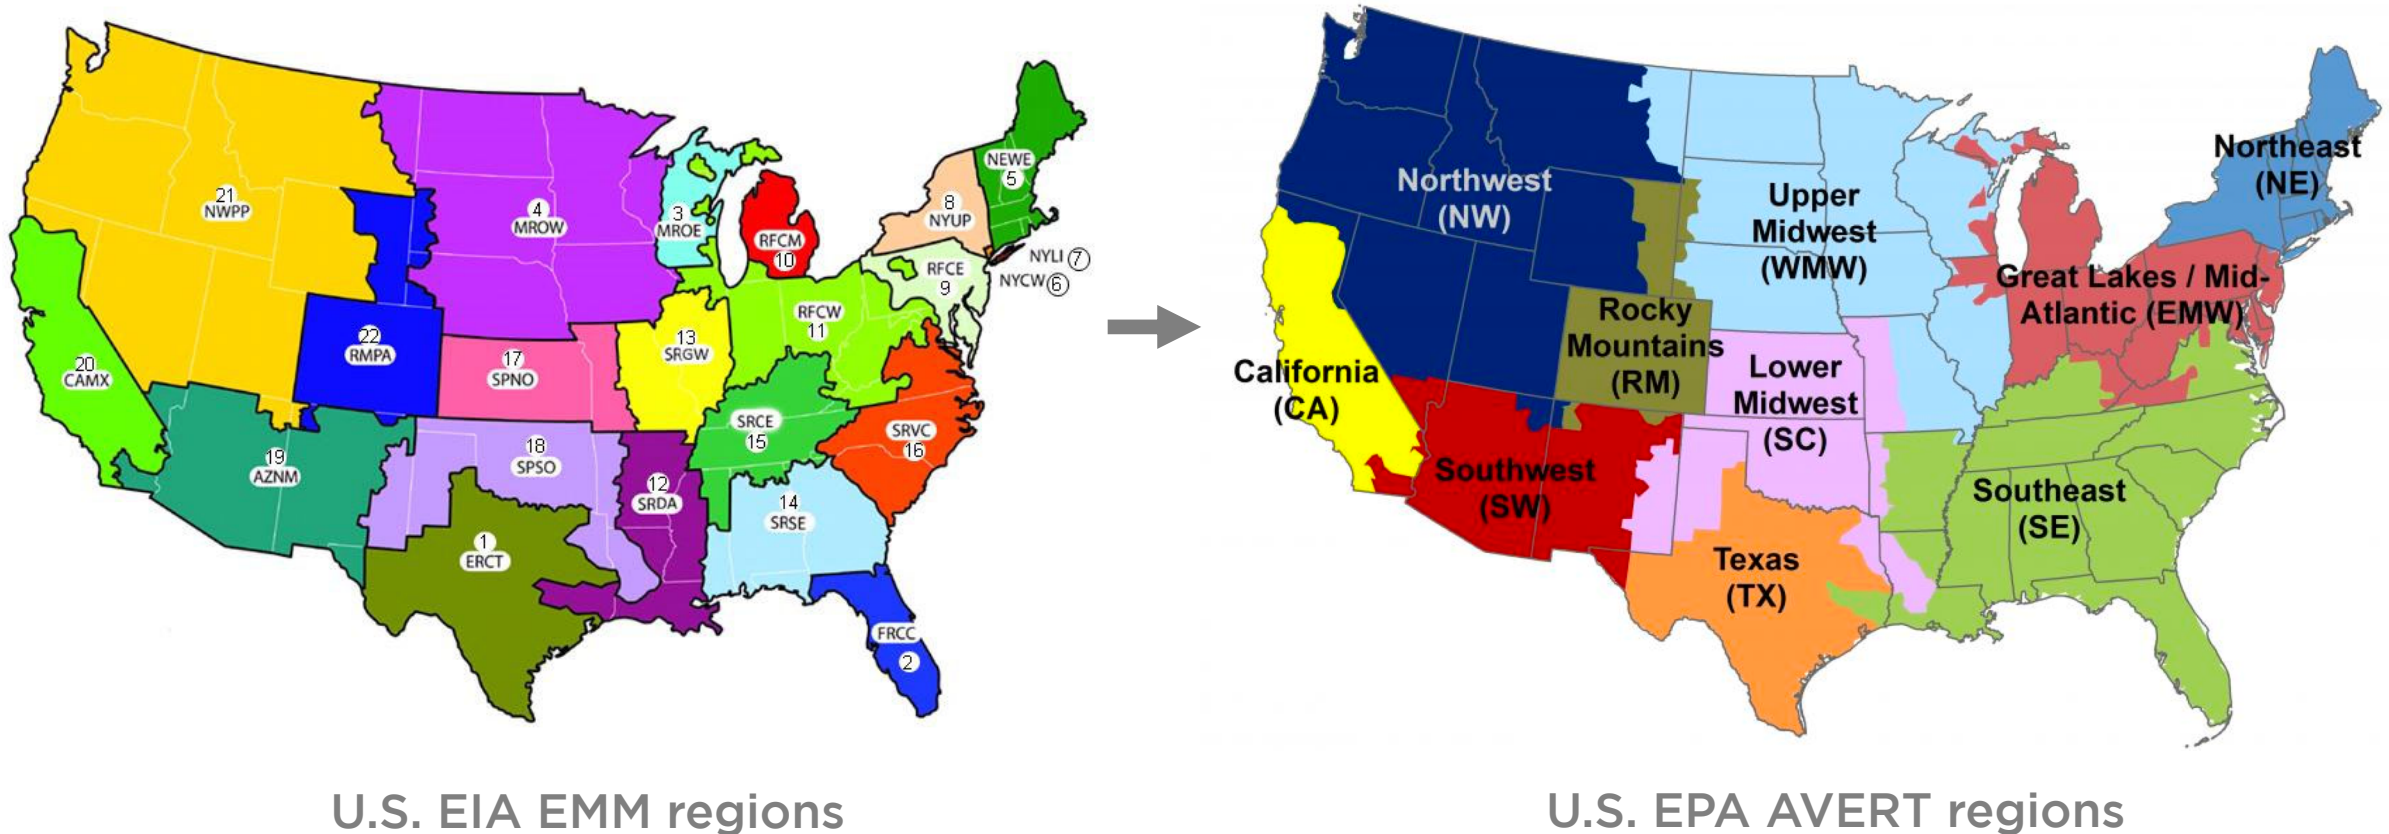 21
NWPP
4
MROW
3
MROE
5
NEWE
8
NYUP
RFCM
10
RFCE
9
NYLI 7
NYCW 6
RFCW
11
22
RMPA
13
SRGW
20
CAMX
17
SPNO
SRCE
15
SRVC
16
18
SPSO
19
AZNM
12
SRDA
14
SRSE
1
ERCT
FRCC
2
U.S. EIA EMM regions
Northwest
(NW)
Upper
Midwest
(WMW)
Northeast
(NE)
Great Lakes / Mid-
Atlantic (EMW)
Rocky
Mountains
(RM)
California
(CA)
Lower
Midwest
(SC)
Southwest
(SW)
Southeast
(SE)
Texas
(TX)
U.S. EPA AVERT regions